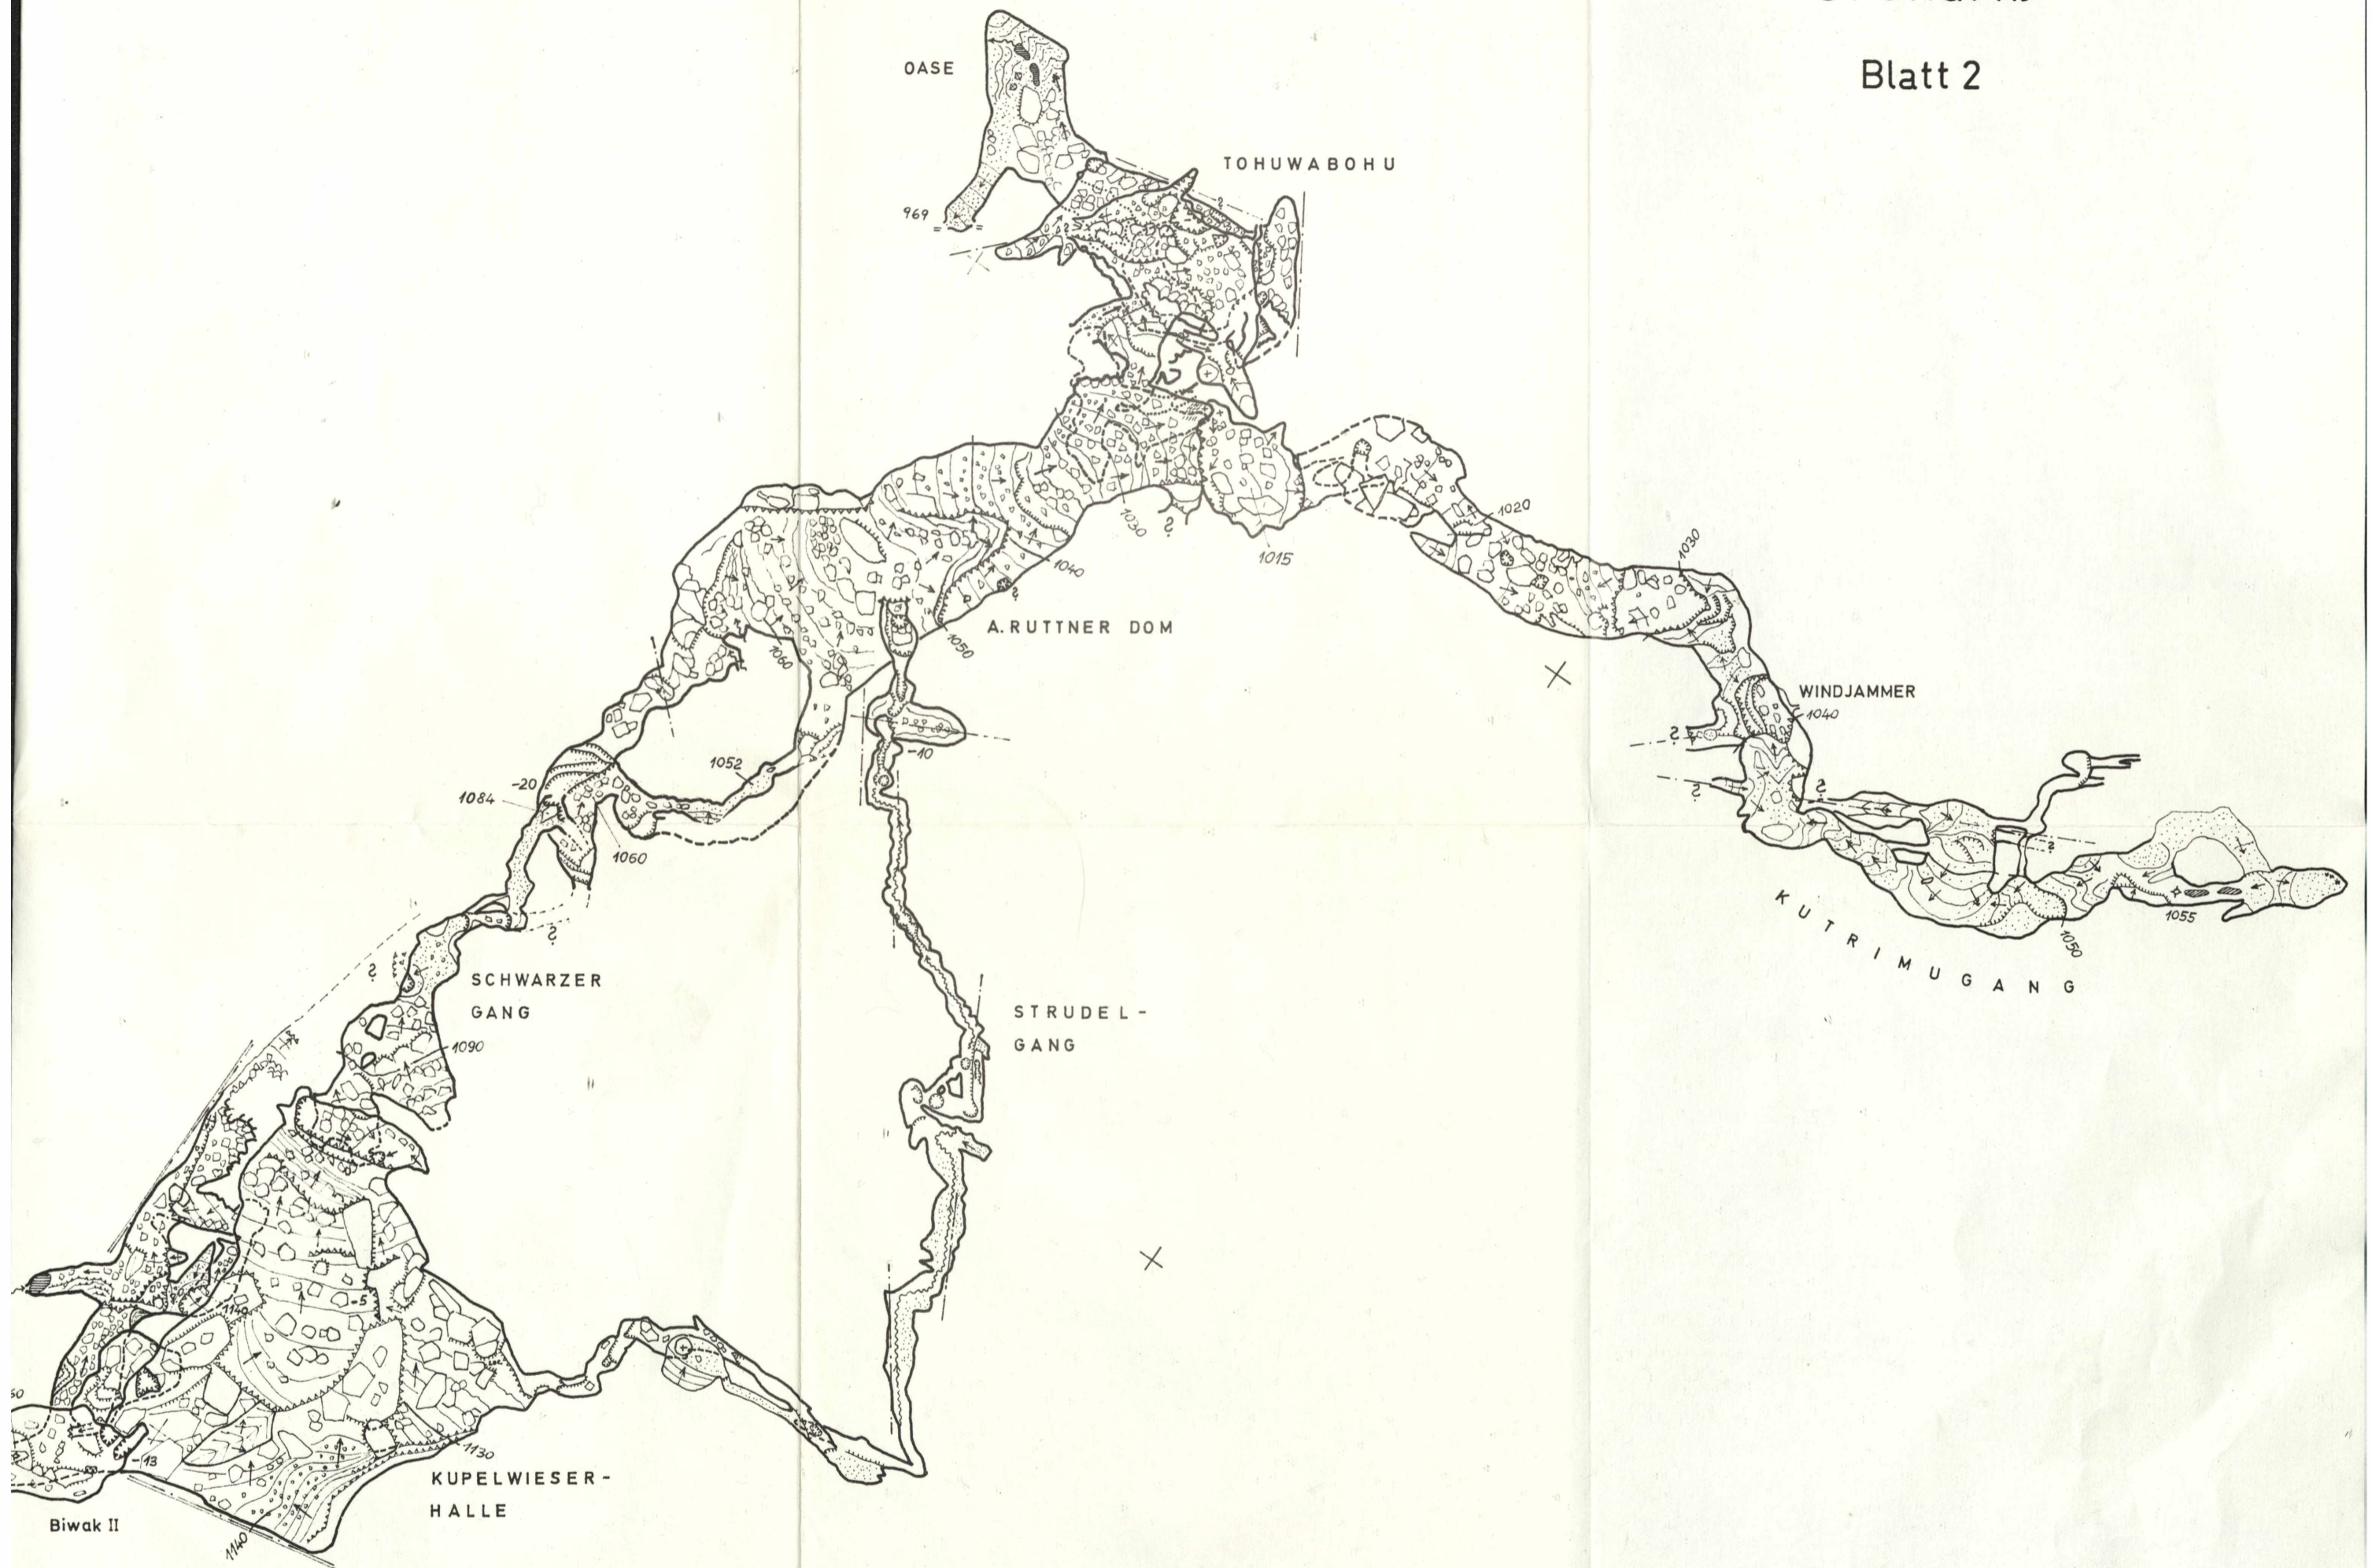 Blatt 2
OASE
TOHUWABOHU
969
?
1020
1030
1030
?
1015
1040
?
A. RUTTNER DOM
1050
1060
WINDJAMMER
1040
?
-10
1052
-20
1084
?
?
1060
?
1055
1050
KUTRIMUGANG
?
?
SCHWARZER
GANG
STRUDEL-
GANG
1090
1140
-5
-13
1130
KUPELWIESER-
HALLE
Biwak II
1140